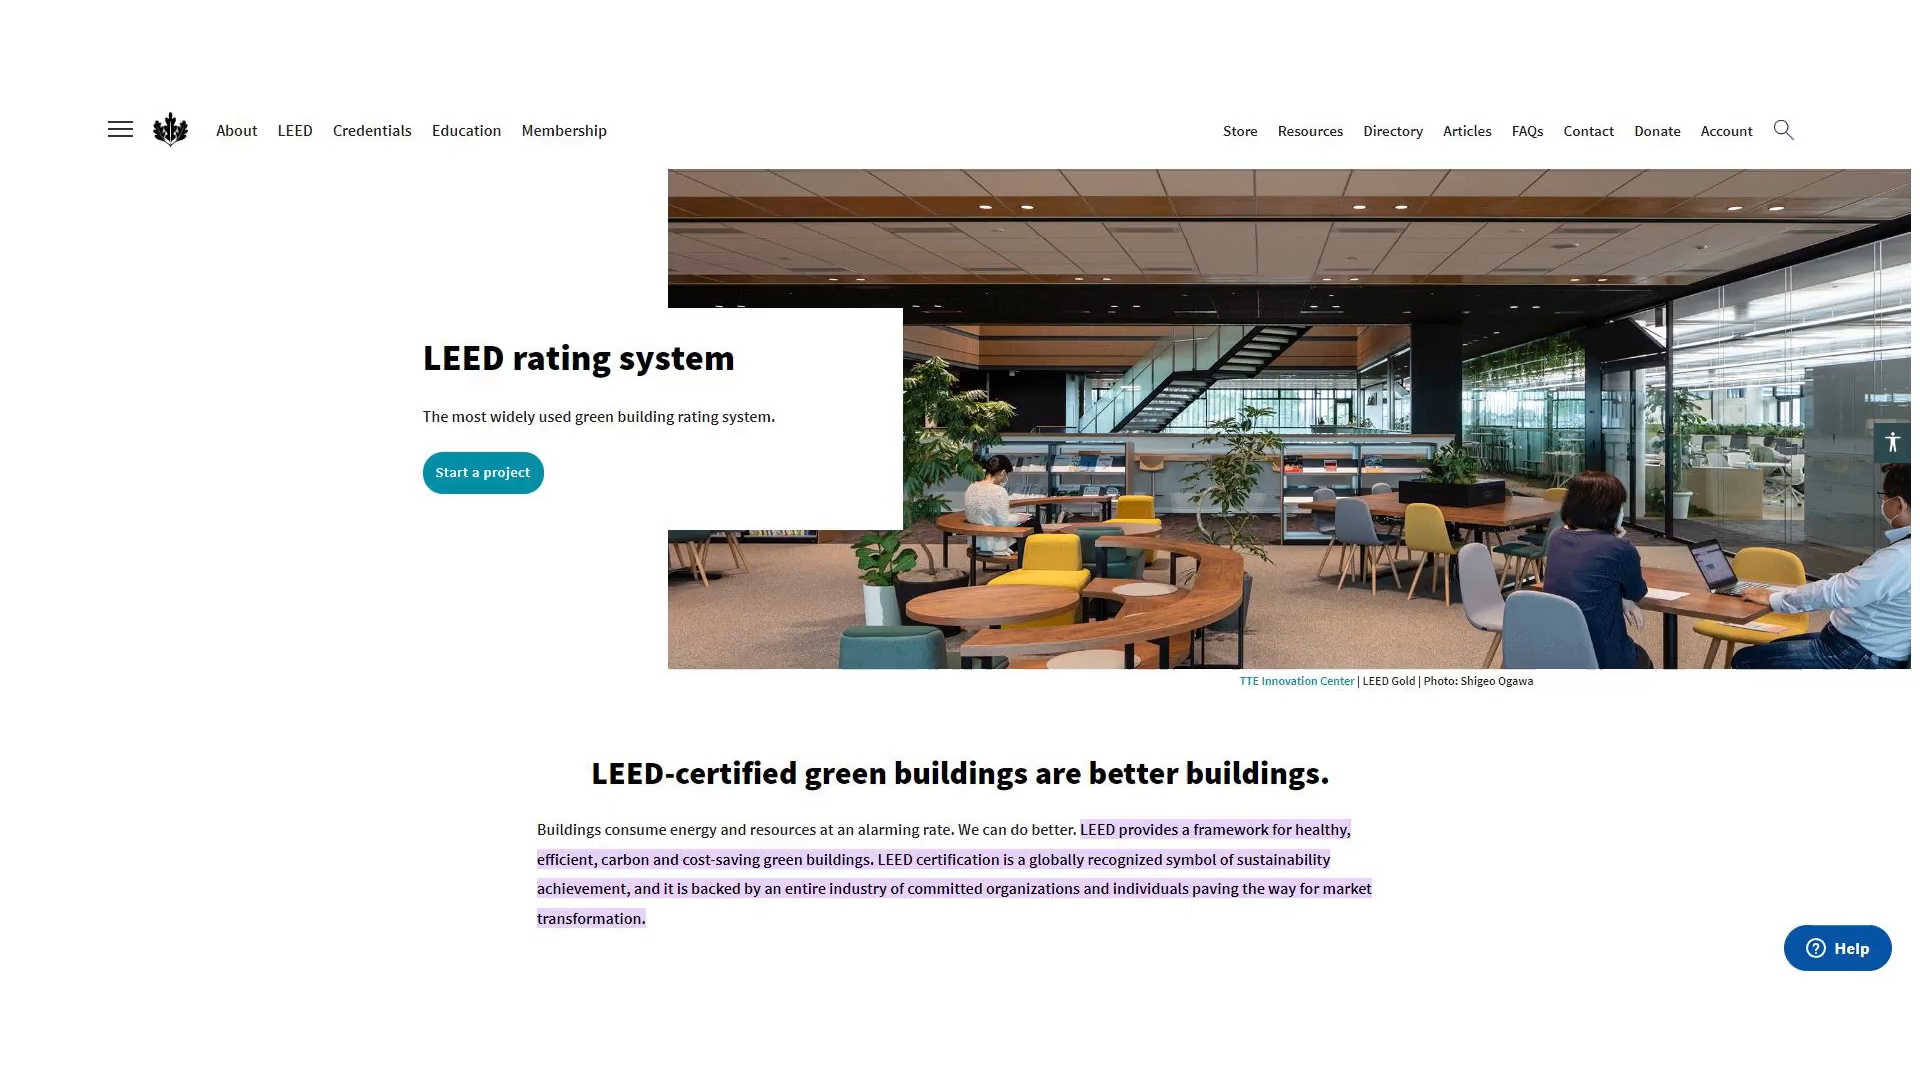 About LEED Credentials Education Membership
Store Resources Directory Articles FAQs Contact Donate Account
LEED rating system
The most widely used green building rating system.
Start a project
TTE Innovation Center | LEED Gold | Photo: Shigeo Ogawa
LEED-certified green buildings are better buildings.
Buildings consume energy and resources at an alarming rate. We can do better. LEED provides a framework for healthy,
efficient, carbon and cost-saving green buildings. LEED certification is a globally recognized symbol of sustainability
achievement, and it is backed by an entire industry of committed organizations and individuals paving the way for market
transformation.
Help